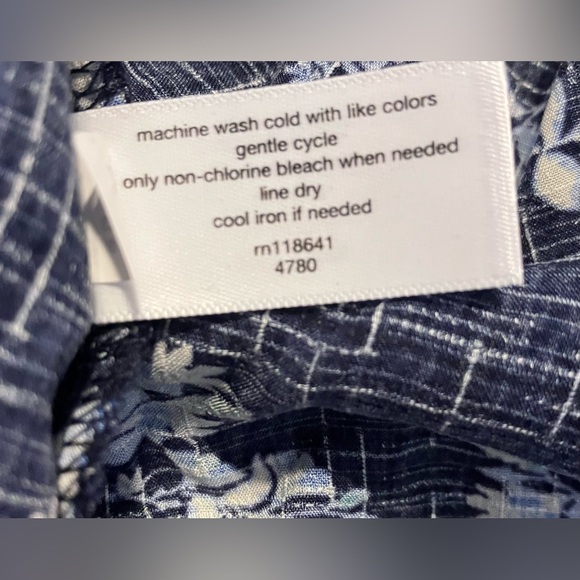 machine wash cold with like colors
gentle cycle
only non-chlorine bleach when needed
line dry
cool iron if needed
rn118641
4780